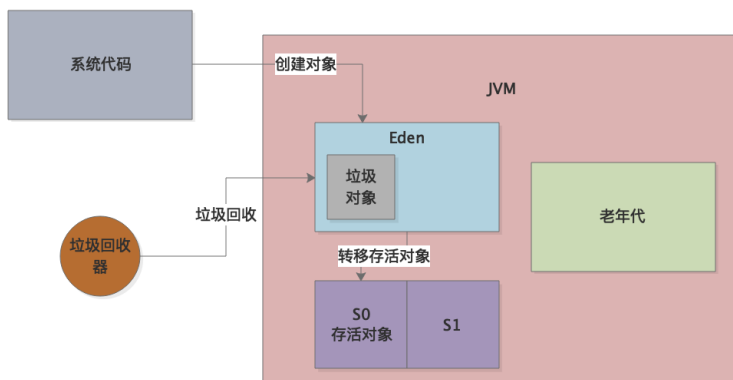 系统代码
创建对象
JVM
Eden
垃圾
对象
老年代
垃圾回收
垃圾回收
器
转移存活对象
S0
存活对象
S1